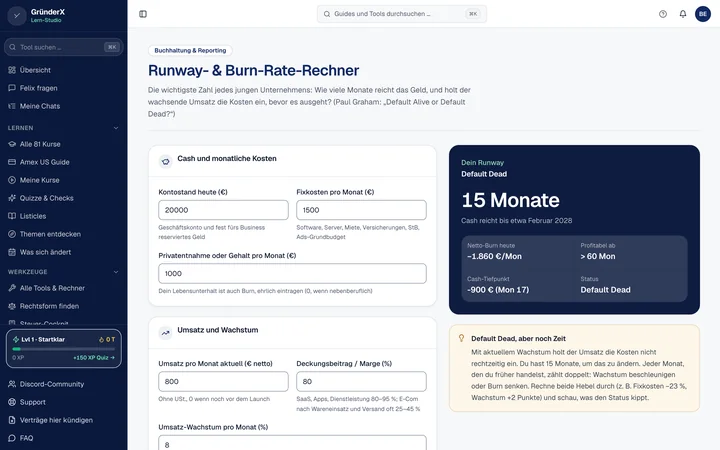 GründerX
Lern-Studio
Tool suchen …
⌘K
Übersicht
Felix fragen
Meine Chats
LERNEN
Alle 81 Kurse
Amex US Guide
Meine Kurse
Quizze & Checks
Listicles
Themen entdecken
Was sich ändert
WERKZEUGE
Alle Tools & Rechner
Rechtsform finden
Steuer-Cockpit
Lvl 1 · Startklar
0 T
0 XP
+150 XP Quiz →
Discord-Community
Support
Verträge hier kündigen
FAQ
Guides und Tools durchsuchen …
⌘K
BE
Buchhaltung & Reporting
Runway- & Burn-Rate-Rechner
Die wichtigste Zahl jedes jungen Unternehmens: Wie viele Monate reicht das Geld, und holt der
wachsende Umsatz die Kosten ein, bevor es ausgeht? (Paul Graham: „Default Alive or Default
Dead?")
Cash und monatliche Kosten
Kontostand heute (€)
Fixkosten pro Monat (€)
20000
1500
Geschäftskonto und fest fürs Business
reserviertes Geld
Software, Server, Miete, Versicherungen, StB,
Ads-Grundbudget
Privatentnahme oder Gehalt pro Monat (€)
1000
Dein Lebensunterhalt ist auch Burn, ehrlich eintragen (0, wenn nebenberuflich)
Umsatz und Wachstum
Umsatz pro Monat aktuell (€ netto)
Deckungsbeitrag / Marge (%)
800
80
Ohne USt., 0 wenn noch vor dem Launch
SaaS, Apps, Dienstleistung 80–95 %; E-Com
nach Wareneinsatz und Versand oft 25–45 %
Umsatz-Wachstum pro Monat (%)
8
Dein Runway
Default Dead
15 Monate
Cash reicht bis etwa Februar 2028
Netto-Burn heute
Profitabel ab
−1.860 €/Mon
> 60 Mon
Cash-Tiefpunkt
Status
-900 € (Mon 17)
Default Dead
Default Dead, aber noch Zeit
Mit aktuellem Wachstum holt der Umsatz die Kosten nicht
rechtzeitig ein. Du hast 15 Monate, um das zu ändern. Jeder Monat,
den du früher handelst, zählt doppelt: Wachstum beschleunigen
oder Burn senken. Rechne beide Hebel durch (z. B. Fixkosten −23 %,
Wachstum +2 Punkte) und schau, was den Status kippt.